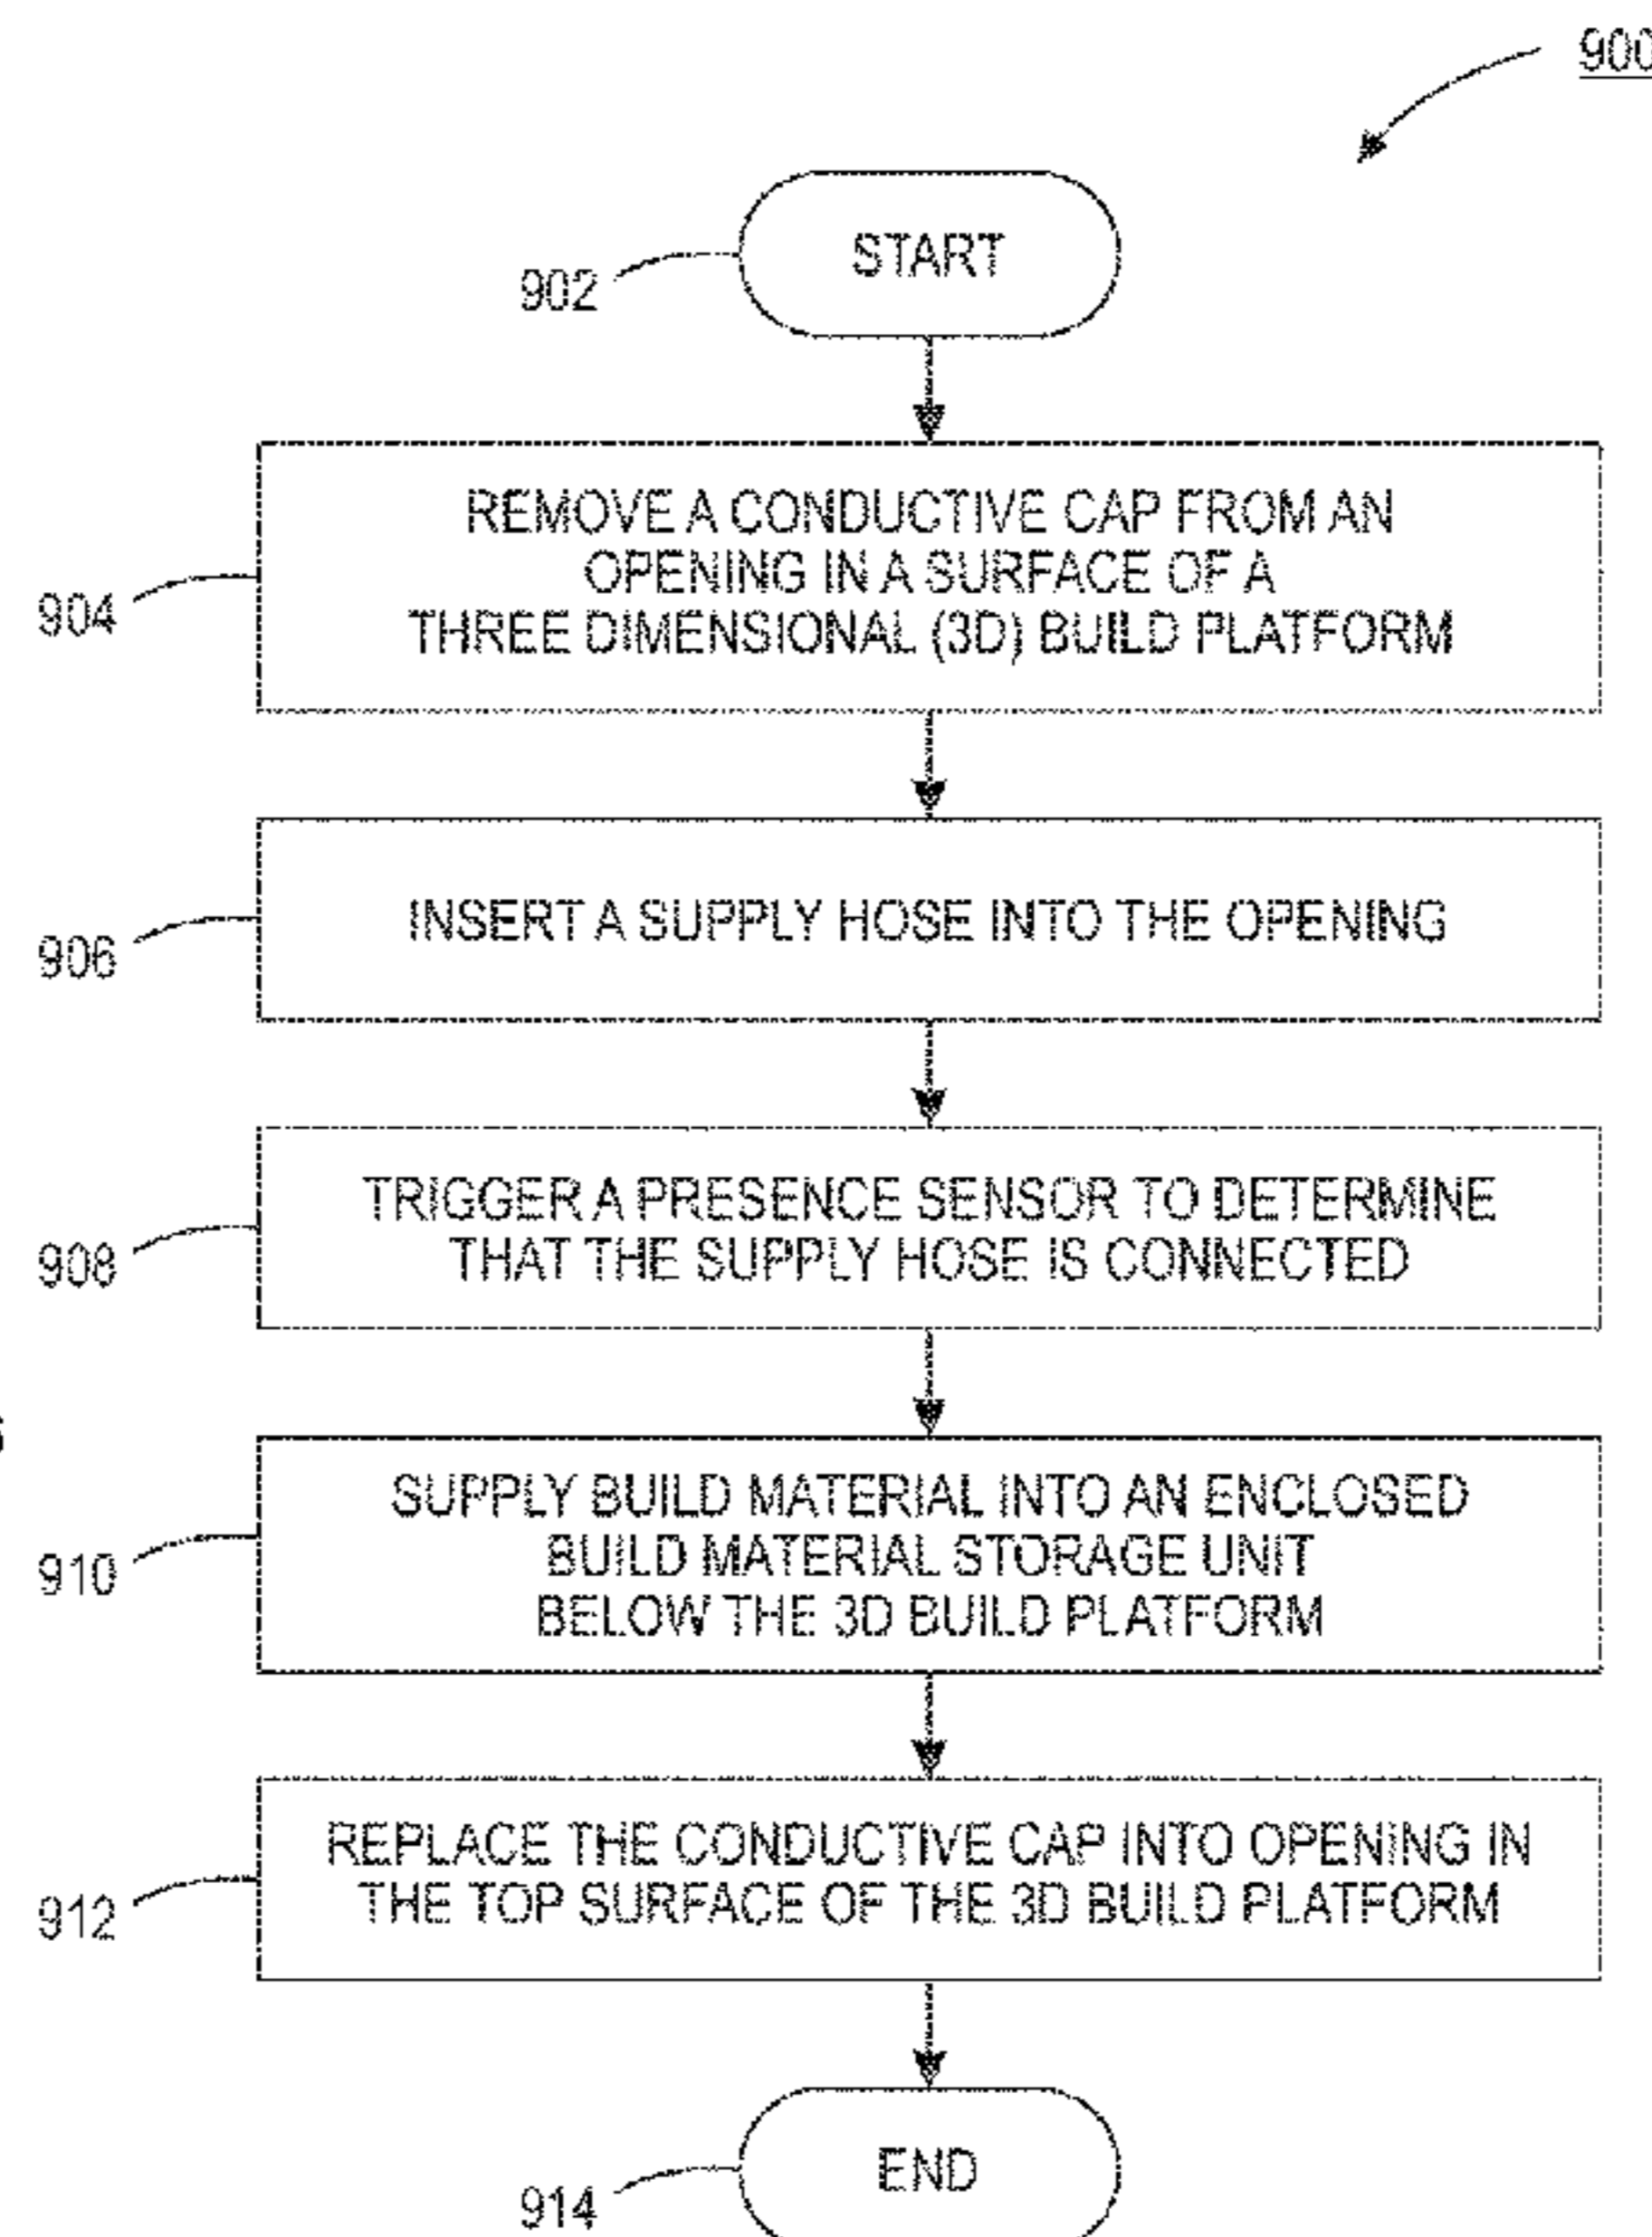 900
START
902
REMOVE A CONDUCTIVE CAP FROM AN
OPENING IN A SURFACE OF A
THREE DIMENSIONAL (3D) BUILD PLATFORM
904
INSERT A SUPPLY HOSE INTO THE OPENING
906
TRIGGER A PRESENCE SENSOR TO DETERMINE
THAT THE SUPPLY HOSE IS CONNECTED
908
SUPPLY BUILD MATERIAL INTO AN ENCLOSED
BUILD MATERIAL STORAGE UNIT
BELOW THE 3D BUILD PLATFORM
910
REPLACE THE CONDUCTIVE CAP INTO OPENING IN
THE TOP SURFACE OF THE 3D BUILD PLATFORM
912
END
914